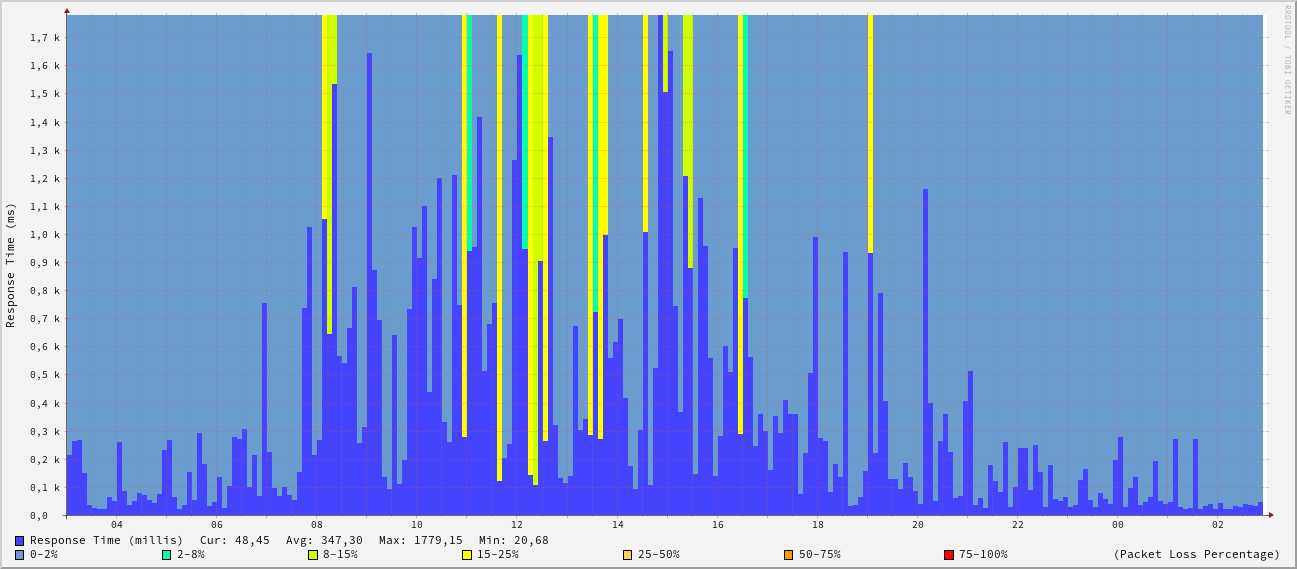 RRDTOOL / TOBI OETIKER
Response Time (ms)
1,7 k
1,6 k
1,5 k
1,4 k
1,3 k
1,2 k
1,1 k
1,0 k
0,9 k
0,8 k
0,7 k
0,6 k
0,5 k
0,4 k
0,3 k
0,2 k
0,1 k
0,0
04 06 08 10 12 14 16 18 20 22 00 02
Response Time (millis) Cur: 48,45 Avg: 347,30 Max: 1779,15 Min: 20,68
0-2% 2-8% 8-15% 15-25% 25-50% 50-75% 75-100% (Packet Loss Percentage)